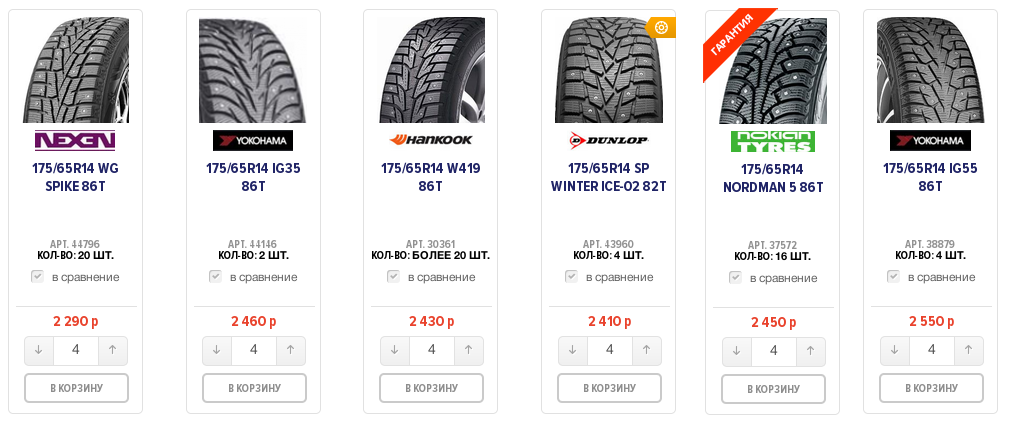 NEXEN
175/65R14 WG
SPIKE 86T
АРТ. 44796
КОЛ-ВО: 20 ШТ.
в сравнение
2 290 р
4
В КОРЗИНУ
YOKOHAMA
175/65R14 IG35
86T
АРТ. 44146
КОЛ-ВО: 2 ШТ.
в сравнение
2 460 р
4
В КОРЗИНУ
HANKOOK
175/65R14 W419
86T
АРТ. 30361
КОЛ-ВО: БОЛЕЕ 20 ШТ.
в сравнение
2 430 р
4
В КОРЗИНУ
DUNLOP
175/65R14 SP
WINTER ICE-02 82T
АРТ. 43960
КОЛ-ВО: 4 ШТ.
в сравнение
2 410 р
4
В КОРЗИНУ
ГАРАНТИЯ
nokian
TYRES
175/65R14
NORDMAN 5 86T
АРТ. 37572
КОЛ-ВО: 16 ШТ.
в сравнение
2 450 р
4
В КОРЗИНУ
YOKOHAMA
175/65R14 IG55
86T
АРТ. 38879
КОЛ-ВО: 4 ШТ.
в сравнение
2 550 р
4
В КОРЗИНУ